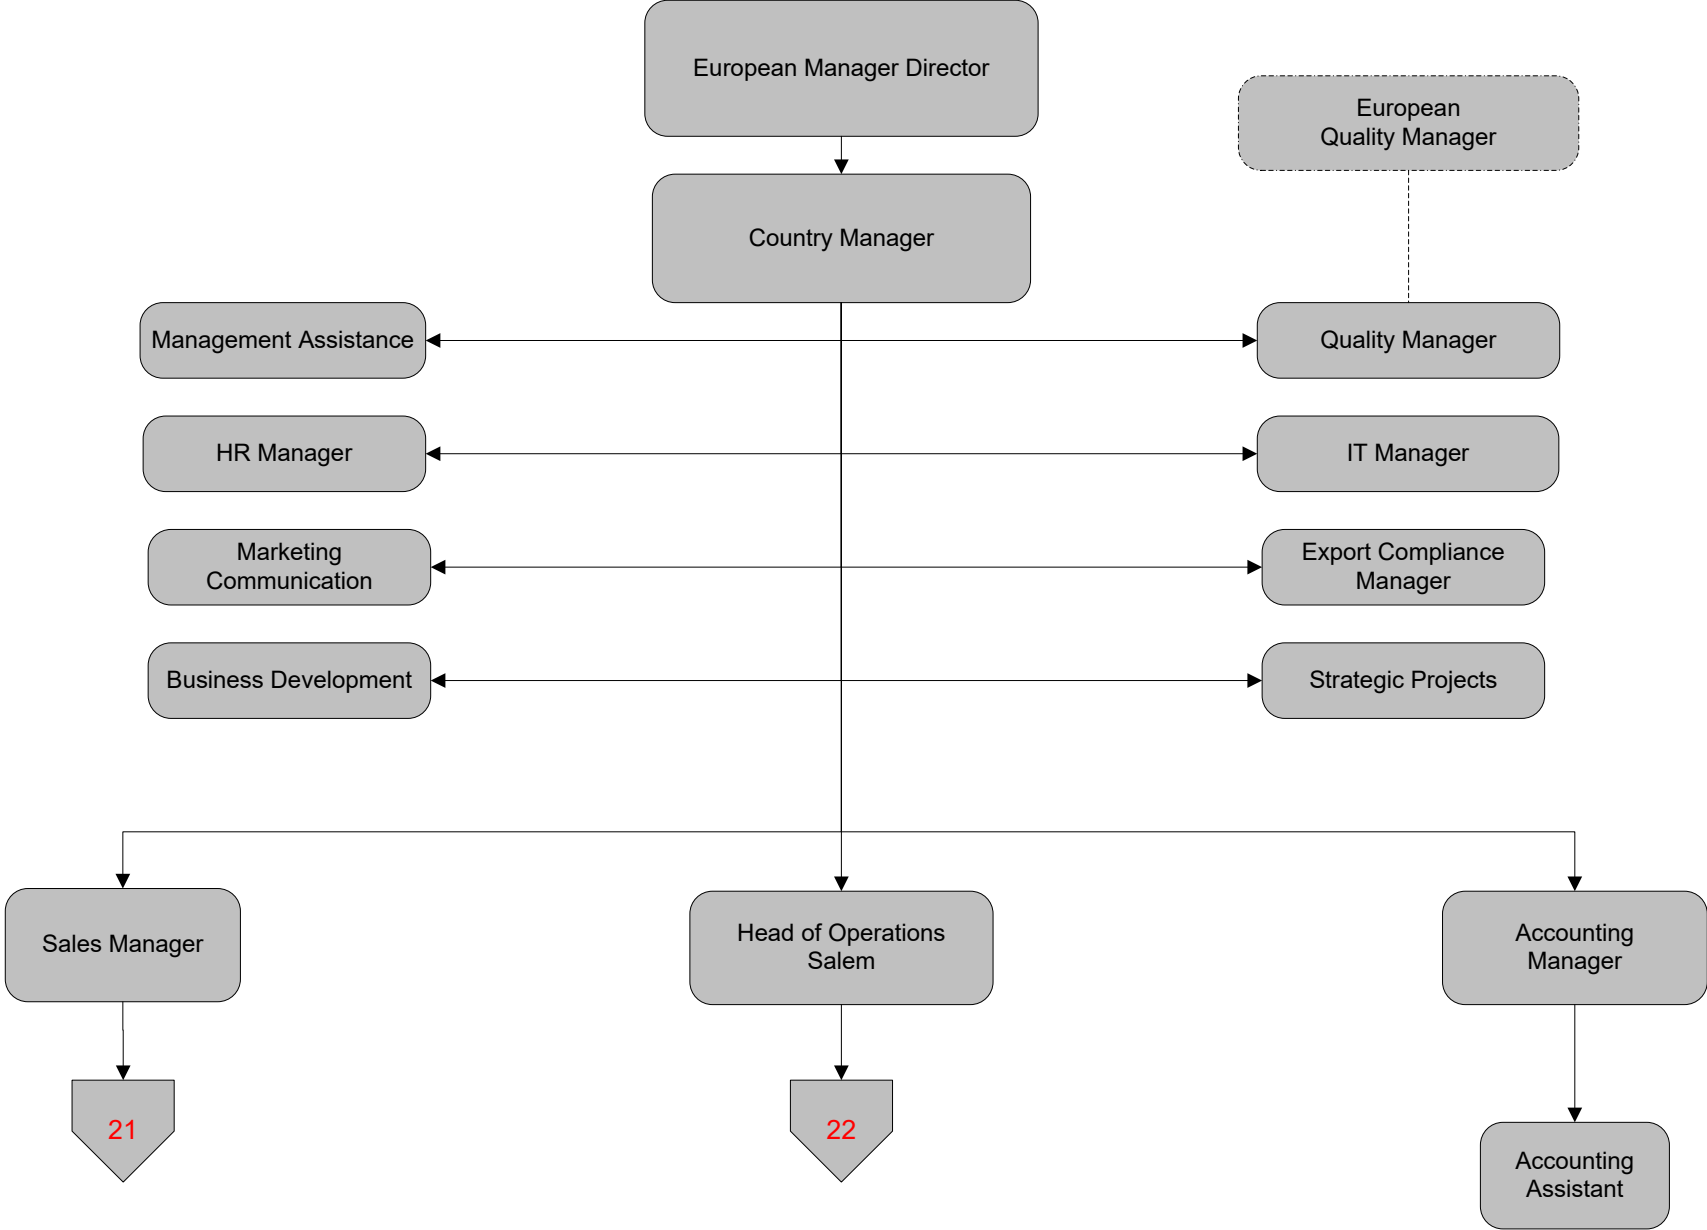 European Manager Director
European
Quality Manager
Country Manager
Management Assistance
Quality Manager
HR Manager
IT Manager
Marketing
Communication
Export Compliance
Manager
Business Development
Strategic Projects
Sales Manager
Head of Operations
Salem
Accounting
Manager
21
22
Accounting
Assistant